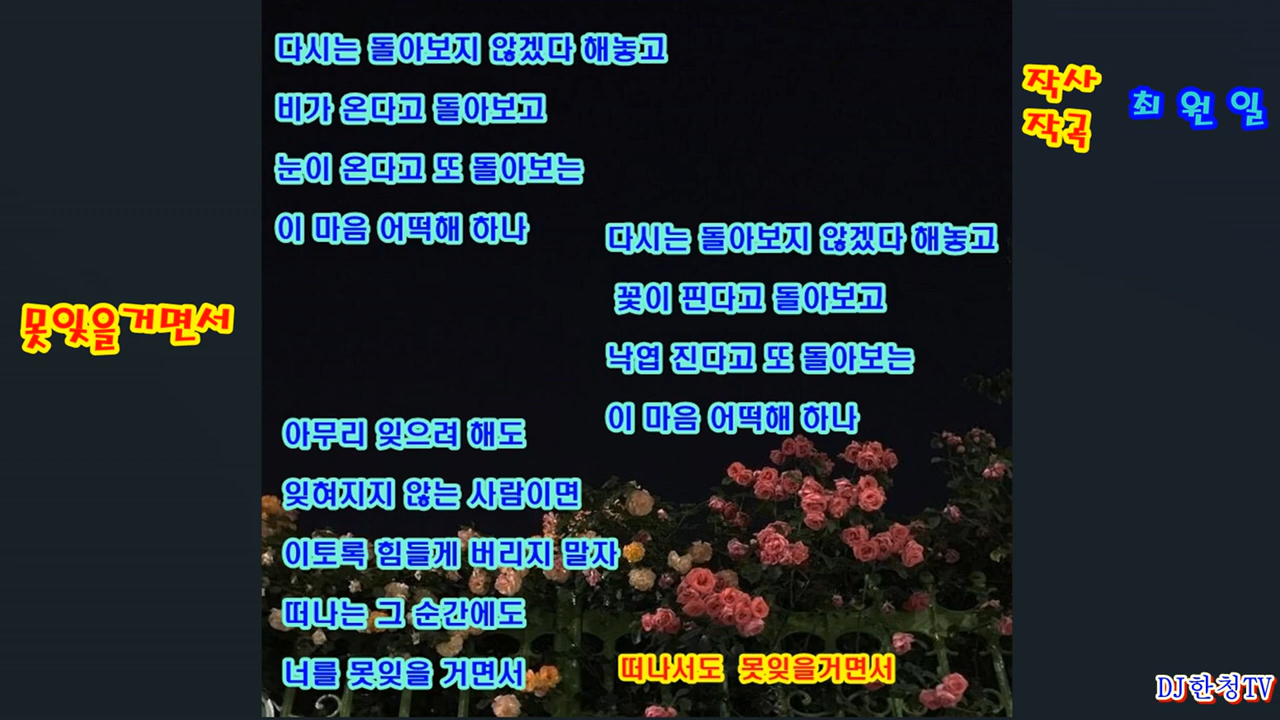 못잊을거면서
작사
작곡
최 원 일
다시는 돌아보지 않겠다 해놓고
비가 온다고 돌아보고
눈이 온다고 또 돌아보는
이 마음 어떡해 하나
다시는 돌아보지 않겠다 해놓고
꽃이 핀다고 돌아보고
낙엽 진다고 또 돌아보는
이 마음 어떡해 하나
아무리 잊으려 해도
잊혀지지 않는 사람이면
이토록 힘들게 버리지 말자
떠나는 그 순간에도
너를 못잊을 거면서
떠나서도 못잊을거면서
DJ한청TV